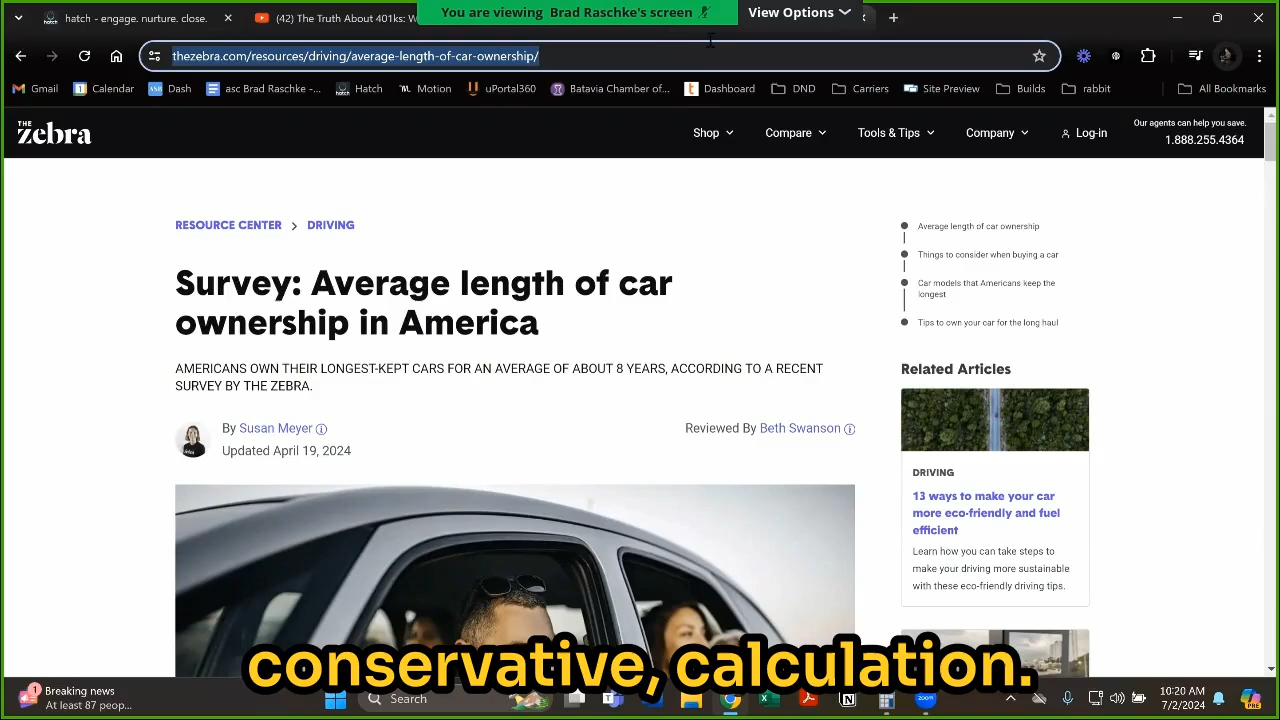 hatch - engage. nurture. close.
(42) The Truth About 401ks: W
You are viewing Brad Raschke's screen
View Options
thezebra.com/resources/driving/average-length-of-car-ownership/
Gmail
Calendar
Dash
asc Brad Raschke -...
Hatch
Motion
uPortal360
Batavia Chamber of...
Dashboard
DND
Carriers
Site Preview
Builds
rabbit
All Bookmarks
THE
zebra
Shop
Compare
Tools & Tips
Company
Log-in
Our agents can help you save.
1.888.255.4364
RESOURCE CENTER > DRIVING
Survey: Average length of car
ownership in America
AMERICANS OWN THEIR LONGEST-KEPT CARS FOR AN AVERAGE OF ABOUT 8 YEARS, ACCORDING TO A RECENT
SURVEY BY THE ZEBRA.
By Susan Meyer
Updated April 19, 2024
Reviewed By Beth Swanson
Average length of car ownership
Things to consider when buying a car
Car models that Americans keep the
longest
Tips to own your car for the long haul
Related Articles
DRIVING
13 ways to make your car
more eco-friendly and fuel
efficient
Learn how you can take steps to
make your driving more sustainable
with these eco-friendly driving tips.
conservative, calculation.
1
Breaking news
At least 87 peop...
Search
zoom
10:20 AM
7/2/2024